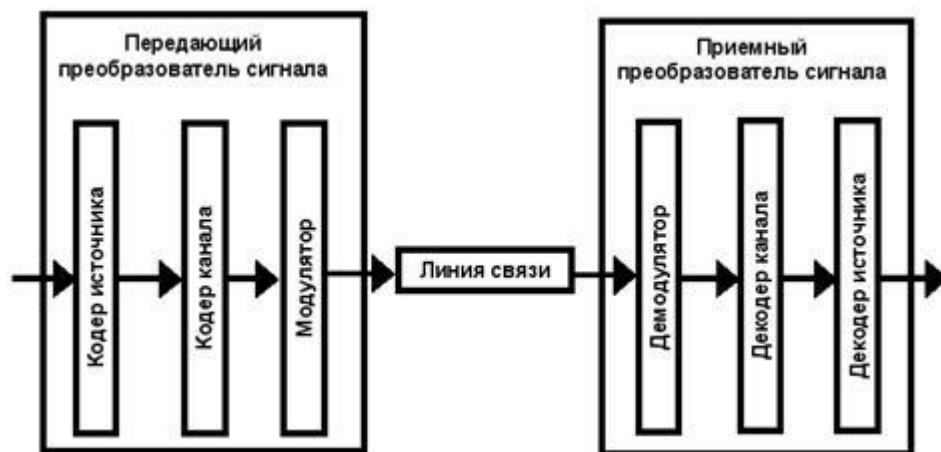 Передающий
преобразователь сигнала
Кодер источника
Кодер канала
Модулятор
Линия связи
Приемный
преобразователь сигнала
Демодулятор
Декодер канала
Декодер источника